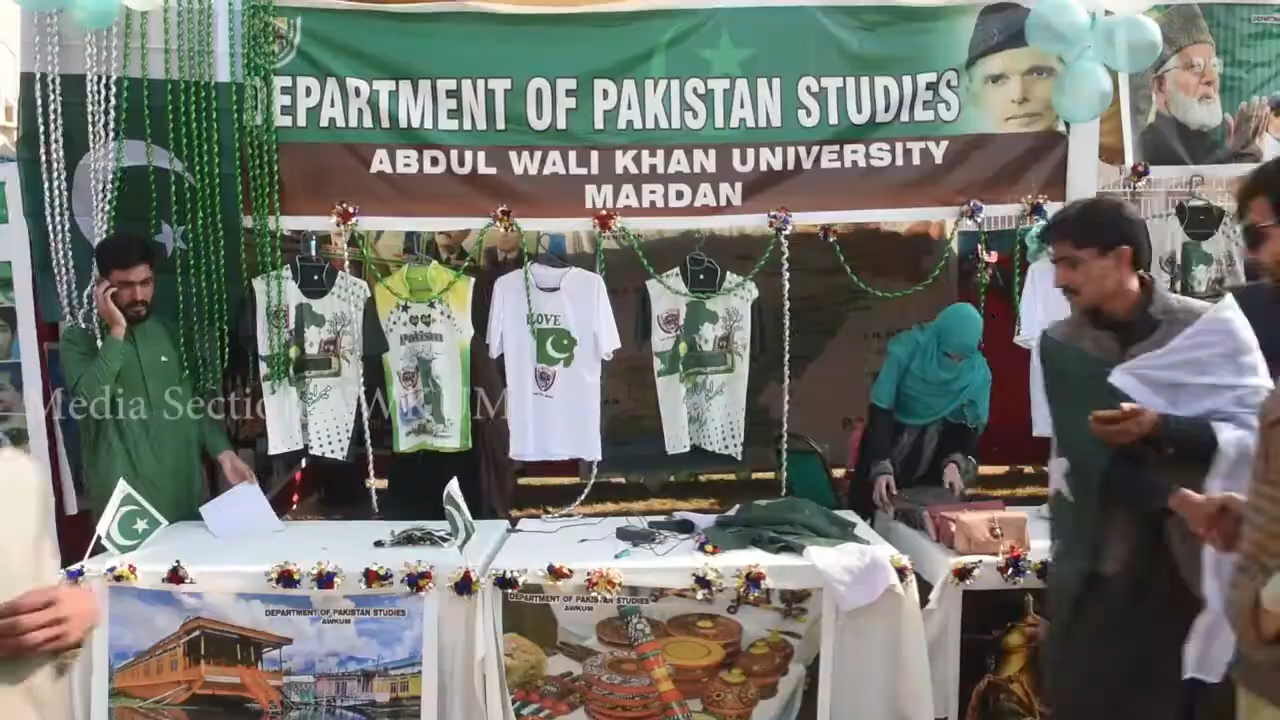 DEPARTMENT OF PAKISTAN STUDIES
ABDUL WALI KHAN UNIVERSITY
MARDAN
Pakistan
I LOVE
Media Section AWKUM
DEPARTMENT OF PAKISTAN STUDIES
AWKUM
DEPARTMENT OF PAKISTAN STUDIES
AWKUM